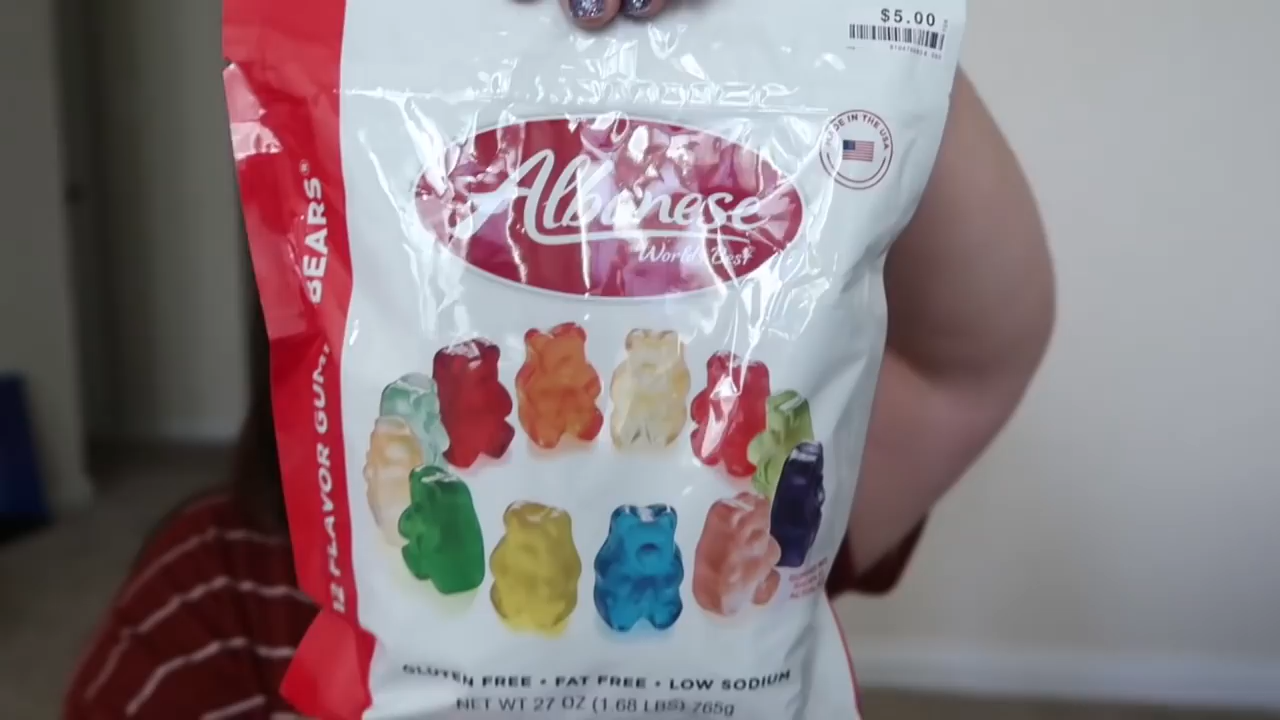 $5.00
MADE IN THE USA
Albanese
World's Best
12 FLAVOR GUMMI BEARS®
GLUTEN FREE • FAT FREE • LOW SODIUM
NET WT 27 OZ (1.68 LBS) 765g